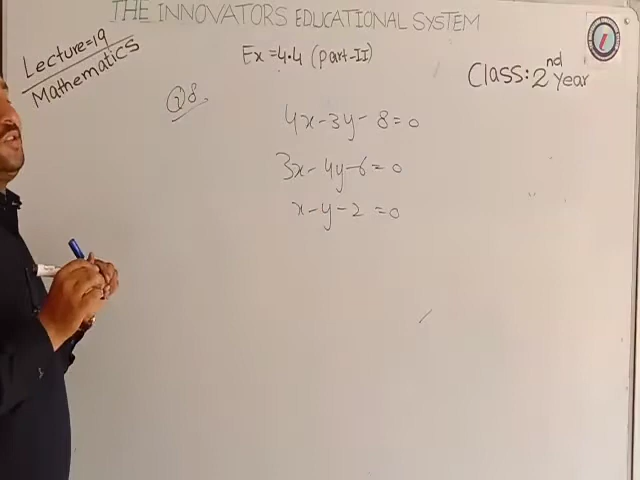 THE INNOVATORS EDUCATIONAL SYSTEM
Lecture=19
Mathematics
Ex=4.4 (Part-II)
Class: 2nd Year
Q8.
4x-3y-8=0
3x-4y-6=0
x-y-2=0